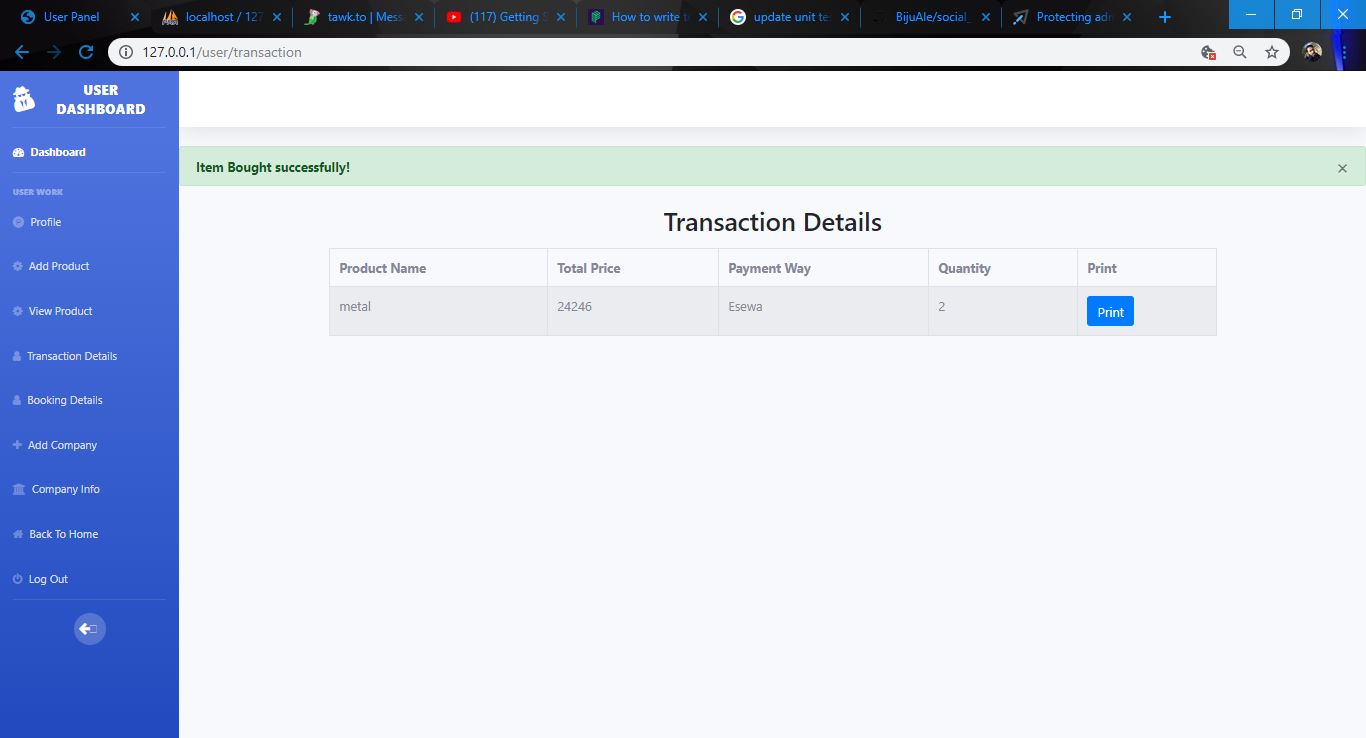 User Panel
localhost / 127
tawk.to | Mess
(117) Getting S
How to write t
update unit te
BijuAle/social_
Protecting adm
127.0.0.1/user/transaction
USER
DASHBOARD
Dashboard
USER WORK
Profile
Add Product
View Product
Transaction Details
Booking Details
Add Company
Company Info
Back To Home
Log Out
Item Bought successfully!
×
Transaction Details
Product Name Total Price Payment Way Quantity Print
metal 24246 Esewa 2 Print